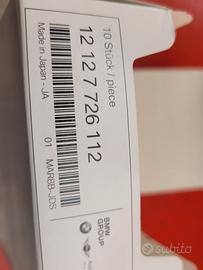 10 Stück / piece
12 12 7 726 112
Made in Japan - JA
01 MAR8B-JDS
BMW
GROUP
subito